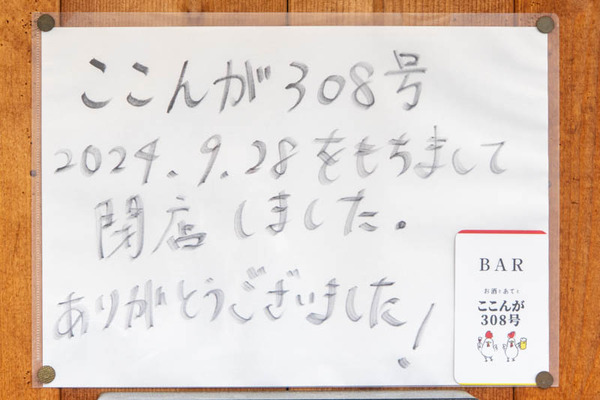 ここんが308号
2024.9.28をもちまして
閉店しました。
ありがとうございました!
BAR
お酒とあてと
ここんが
308号